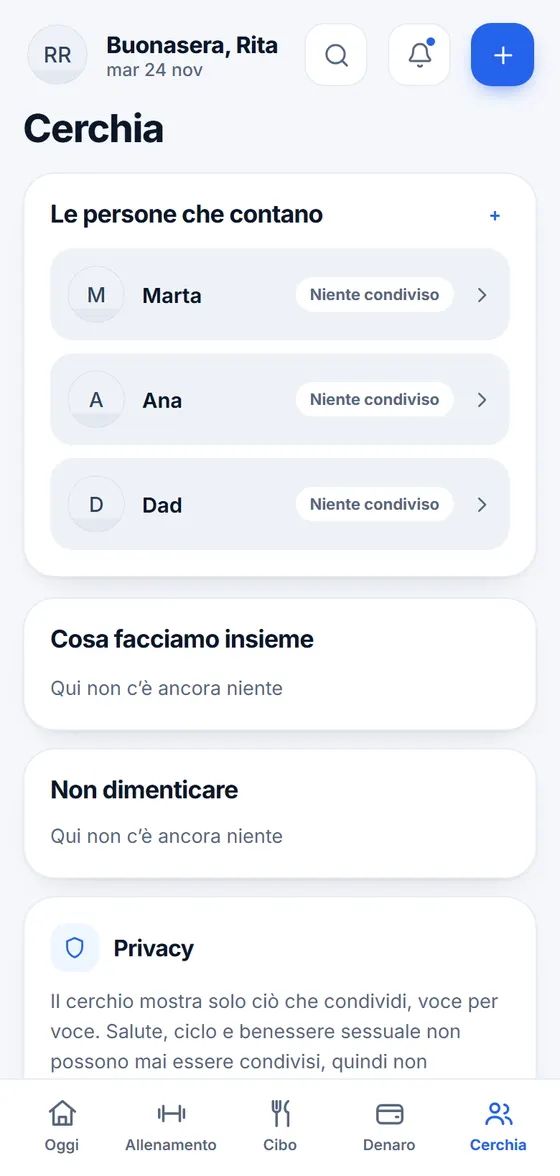 RR
Buonasera, Rita
mar 24 nov
Cerchia
Le persone che contano
+
M
Marta
Niente condiviso
A
Ana
Niente condiviso
D
Dad
Niente condiviso
Cosa facciamo insieme
Qui non c’è ancora niente
Non dimenticare
Qui non c’è ancora niente
Privacy
Il cerchio mostra solo ciò che condividi, voce per
voce. Salute, ciclo e benessere sessuale non
possono mai essere condivisi, quindi non
Oggi
Allenamento
Cibo
Denaro
Cerchia